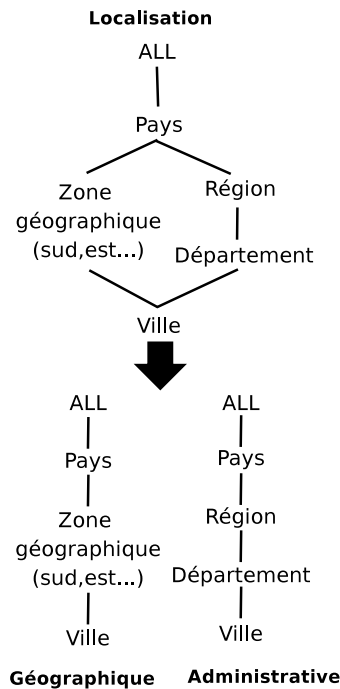 Localisation
ALL
Pays
Zone
géographique
(sud,est...)
Région
Département
Ville
ALL
Pays
Zone
géographique
(sud,est...)
Ville
Géographique
ALL
Pays
Région
Département
Ville
Administrative